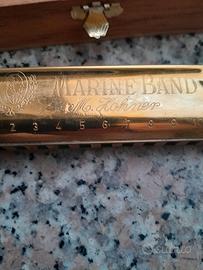 MARINE BAND
M. Hohner
2 3 4 5 6 7 8 9